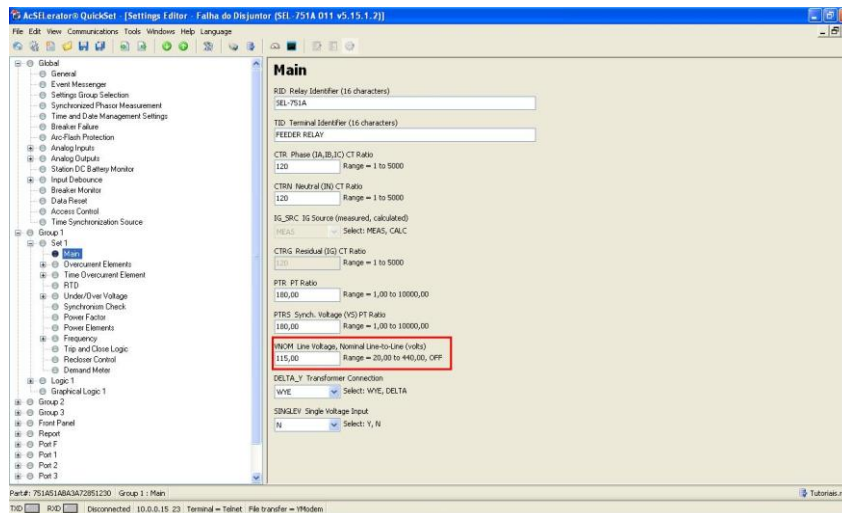 AcSELerator® QuickSet - [Settings Editor - Falha do Disjuntor (SEL-751A 011 v5.15.1.2)]
File Edit View Communications Tools Windows Help Language
Global
General
Event Messenger
Settings Group Selection
Synchronized Phasor Measurement
Time and Date Management Settings
Breaker Failure
Arc-Flash Protection
Analog Inputs
Analog Outputs
Station DC Battery Monitor
Input Debounce
Breaker Monitor
Data Reset
Access Control
Time Synchronization Source
Group 1
Set 1
Main
Overcurrent Elements
Time Overcurrent Element
RTD
Under/Over Voltage
Synchronism Check
Power Factor
Power Elements
Frequency
Trip and Close Logic
Recloser Control
Demand Meter
Logic 1
Graphical Logic 1
Group 2
Group 3
Front Panel
Report
Port F
Port 1
Port 2
Port 3
Main
RID Relay Identifier (16 characters)
SEL-751A
TID Terminal Identifier (16 characters)
FEEDER RELAY
CTR Phase (IA,IB,IC) CT Ratio
120 Range = 1 to 5000
CTRN Neutral (IN) CT Ratio
120 Range = 1 to 5000
IG_SRC IG Source (measured, calculated)
MEAS Select: MEAS, CALC
CTRG Residual (IG) CT Ratio
120 Range = 1 to 5000
PTR PT Ratio
180,00 Range = 1,00 to 10000,00
PTRS Synch. Voltage (VS) PT Ratio
180,00 Range = 1,00 to 10000,00
VNOM Line Voltage, Nominal Line-to-Line (volts)
115,00 Range = 20,00 to 440,00, OFF
DELTA_Y Transformer Connection
WYE Select: WYE, DELTA
SINGLEV Single Voltage Input
N Select: Y, N
Part#: 751A51ABA3A72851230 Group 1 : Main
Tutoriais.r
TXD RXD Disconnected 10.0.0.15 23 Terminal = Telnet File transfer = YModem